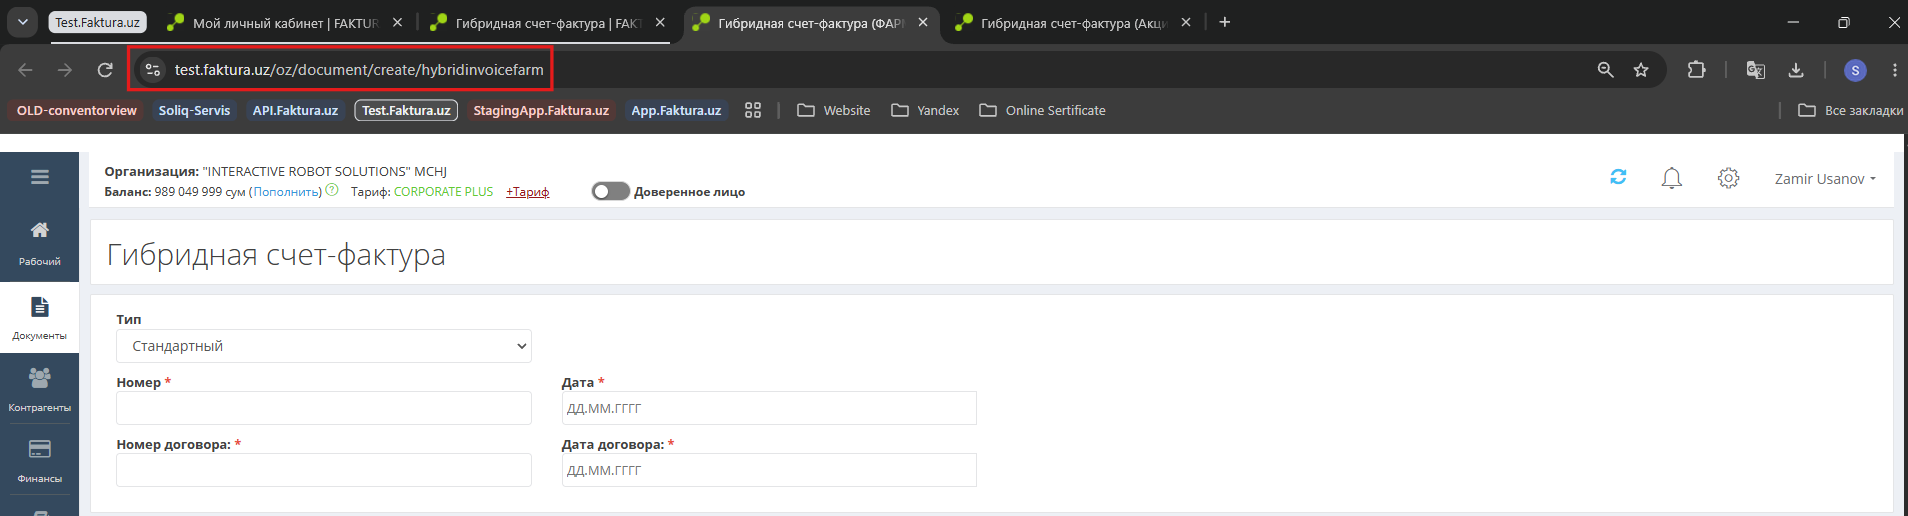 Test.Faktura.uz
Мой личный кабинет | FAKTUR
Гибридная счет-фактура | FAKT
Гибридная счет-фактура (ФАРМ
Гибридная счет-фактура (Акци
test.faktura.uz/oz/document/create/hybridinvoicefarm
S
OLD-conventorview
Soliq-Servis
API.Faktura.uz
Test.Faktura.uz
StagingApp.Faktura.uz
App.Faktura.uz
Website
Yandex
Online Sertificate
Все закладки
Организация: "INTERACTIVE ROBOT SOLUTIONS" MCHJ
Баланс: 989 049 999 сум (Пополнить) ? Тариф: CORPORATE PLUS +Тариф
Доверенное лицо
Zamir Usanov
Рабочий
Документы
Контрагенты
Финансы
Гибридная счет-фактура
Тип
Стандартный
Номер *
Дата *
ДД.ММ.ГГГГ
Номер договора: *
Дата договора: *
ДД.ММ.ГГГГ